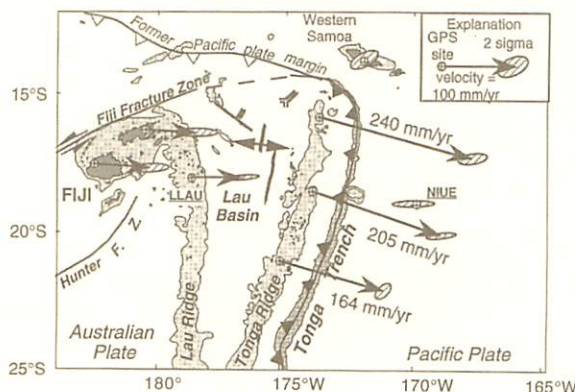 Western
Samoa
Explanation
GPS
site
2 sigma
velocity =
100 mm/yr
Former
Pacific plate margin
15°S
Fiji Fracture Zone
240 mm/yr
FIJI
LLAU
Lau
Basin
NIUE
20°S
205 mm/yr
Hunter F. Z.
Lau Ridge
Tonga Ridge
Tonga Trench
164 mm/yr
Australian
Plate
Pacific Plate
25°S
180°
175°W
170°W
165°W